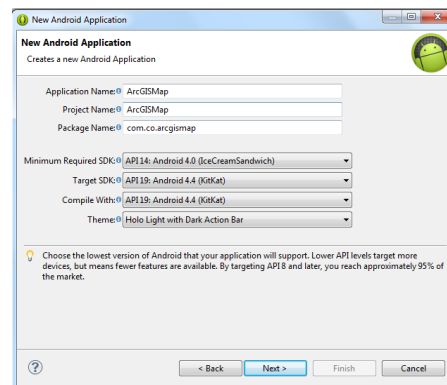 New Android Application
New Android Application
Creates a new Android Application
Application Name: ArcGISMap
Project Name: ArcGISMap
Package Name: com.co.arcgismap
Minimum Required SDK: API 14: Android 4.0 (IceCreamSandwich)
Target SDK: API 19: Android 4.4 (KitKat)
Compile With: API 19: Android 4.4 (KitKat)
Theme: Holo Light with Dark Action Bar
Choose the lowest version of Android that your application will support. Lower API levels target more
devices, but means fewer features are available. By targeting API 8 and later, you reach approximately 95% of
the market.
? < Back Next > Finish Cancel